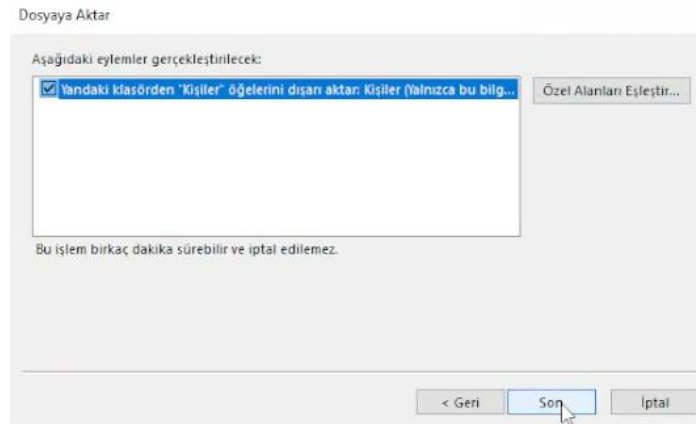 Dosyaya Aktar
Aşağıdaki eylemler gerçekleştirilecek:
Yandaki klasörden "Kişiler" öğelerini dışarı aktar: Kişiler (Yalnızca bu bilg...
Özel Alanları Eşleştir...
Bu işlem birkaç dakika sürebilir ve iptal edilemez.
< Geri
Son
İptal